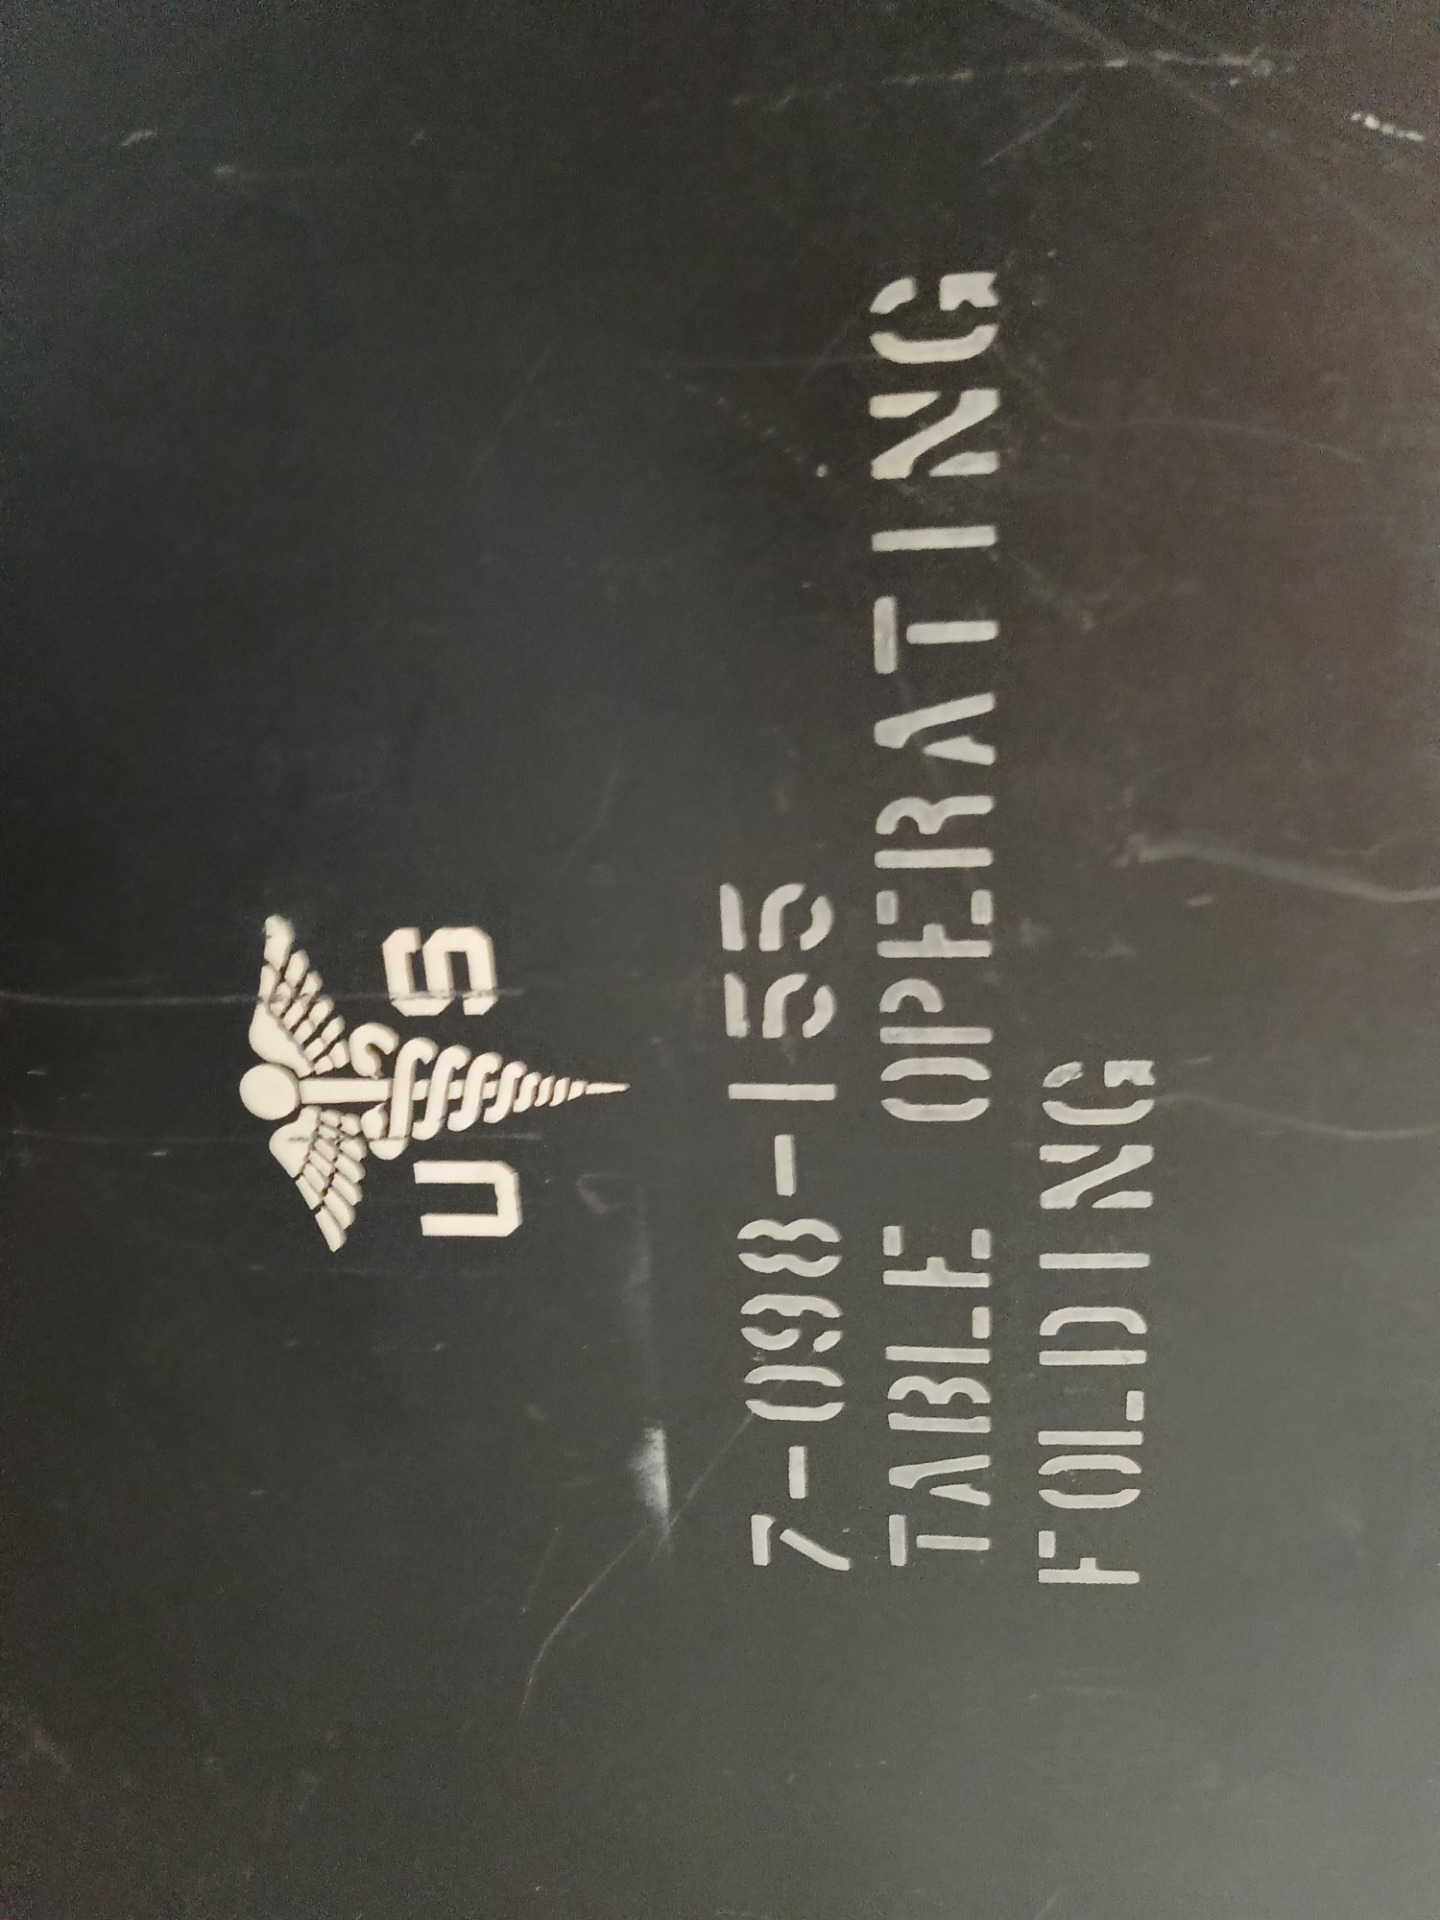 U S
7-098-155
TABLE OPERATING
FOLDING